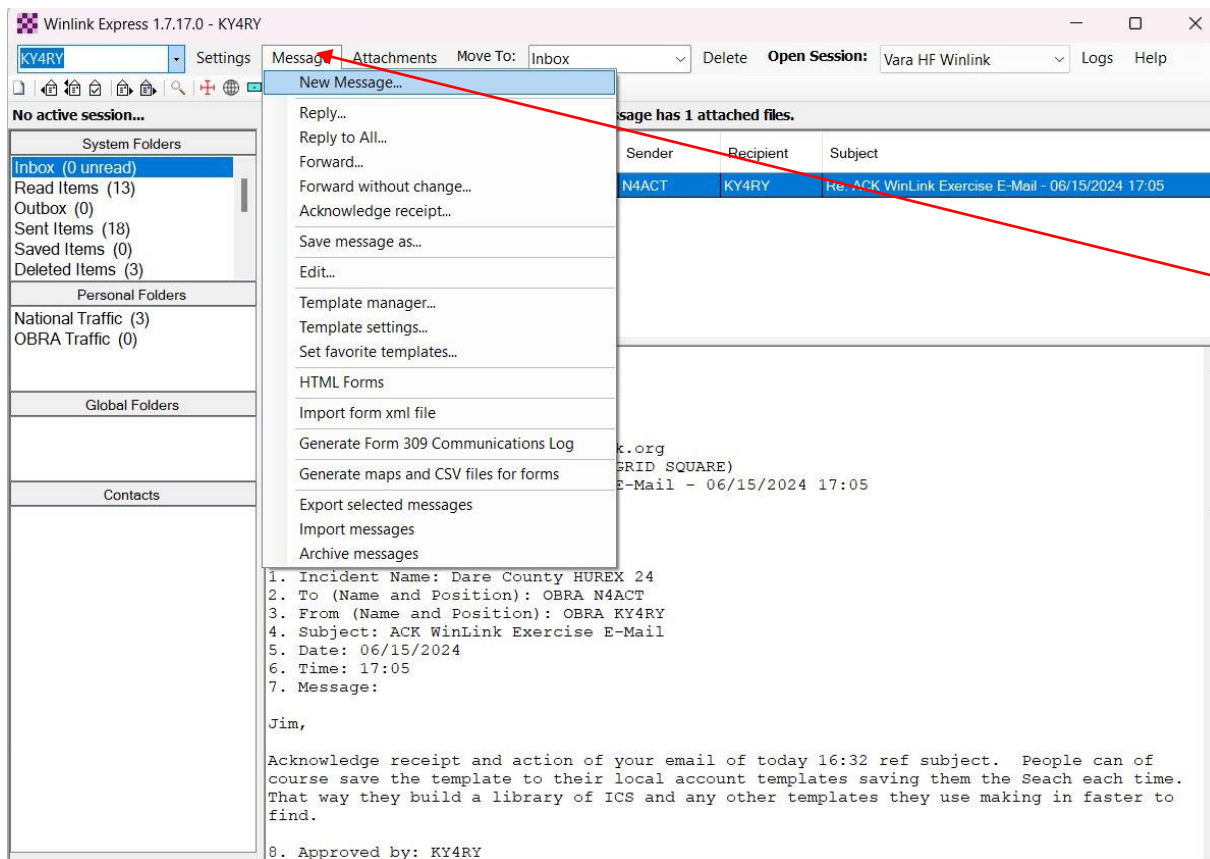 Winlink Express 1.7.17.0 - KY4RY
KY4RY Settings Message Attachments Move To: Inbox Delete Open Session: Vara HF Winlink Logs Help
No active session...
ssage has 1 attached files.
System Folders
Inbox (0 unread)
Read Items (13)
Outbox (0)
Sent Items (18)
Saved Items (0)
Deleted Items (3)
Personal Folders
National Traffic (3)
OBRA Traffic (0)
Global Folders
Contacts
New Message...
Reply...
Reply to All...
Forward...
Forward without change...
Acknowledge receipt...
Save message as...
Edit...
Template manager...
Template settings...
Set favorite templates...
HTML Forms
Import form xml file
Generate Form 309 Communications Log
Generate maps and CSV files for forms
Export selected messages
Import messages
Archive messages
Sender Recipient Subject
N4ACT KY4RY Re: ACK WinLink Exercise E-Mail - 06/15/2024 17:05
k.org
GRID SQUARE)
E-Mail - 06/15/2024 17:05
1. Incident Name: Dare County HUREX 24
2. To (Name and Position): OBRA N4ACT
3. From (Name and Position): OBRA KY4RY
4. Subject: ACK WinLink Exercise E-Mail
5. Date: 06/15/2024
6. Time: 17:05
7. Message:
Jim,
Acknowledge receipt and action of your email of today 16:32 ref subject. People can of
course save the template to their local account templates saving them the Seach each time.
That way they build a library of ICS and any other templates they use making in faster to
find.
8. Approved by: KY4RY